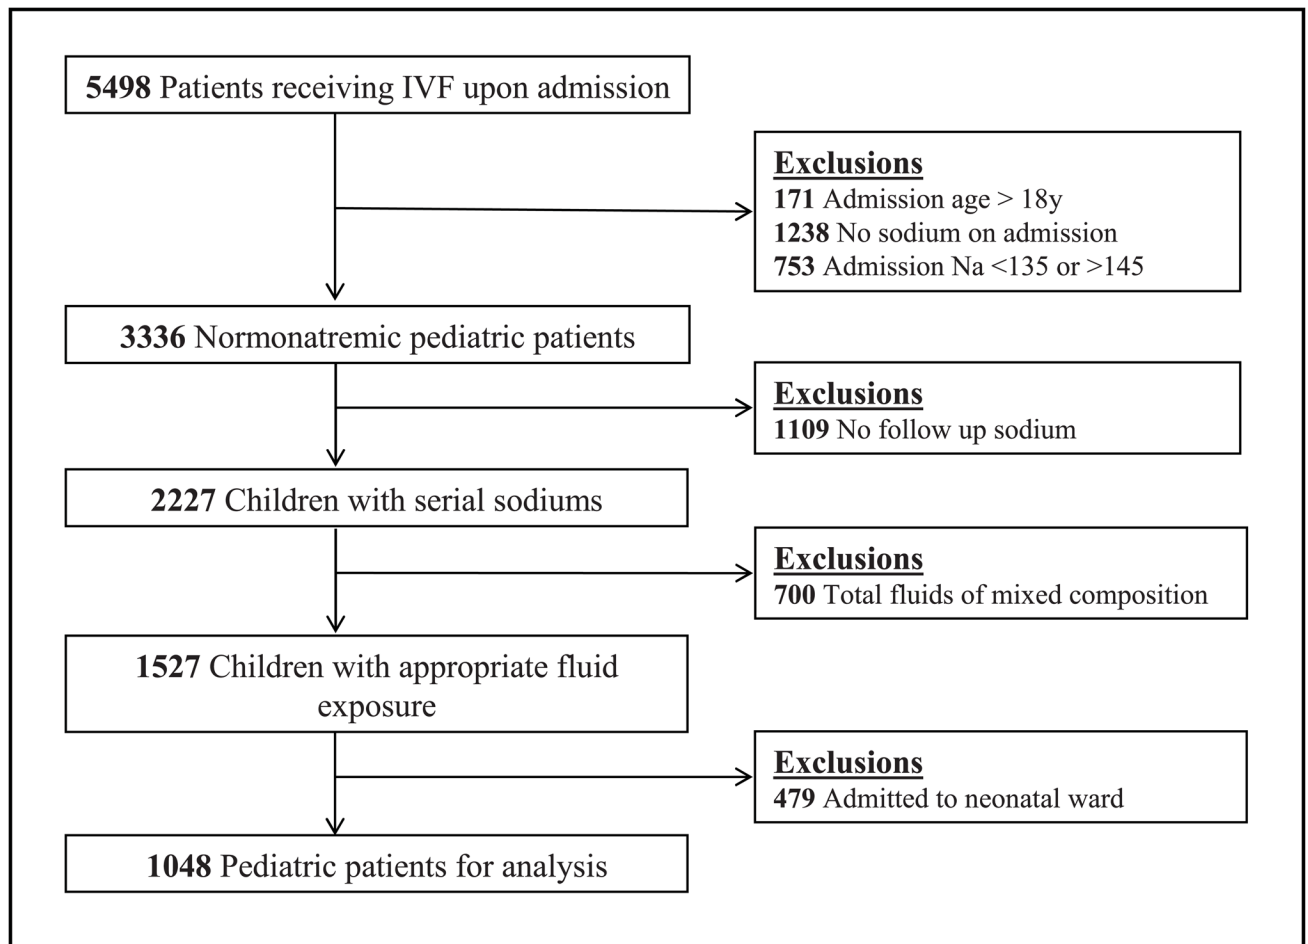 5498 Patients receiving IVF upon admission
Exclusions
171 Admission age > 18y
1238 No sodium on admission
753 Admission Na <135 or >145
3336 Normonatremic pediatric patients
Exclusions
1109 No follow up sodium
2227 Children with serial sodiums
Exclusions
700 Total fluids of mixed composition
1527 Children with appropriate fluid
exposure
Exclusions
479 Admitted to neonatal ward
1048 Pediatric patients for analysis